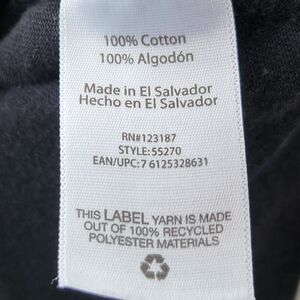 100% Cotton
100% Algodón
Made in El Salvador
Hecho en El Salvador
RN#123187
STYLE: 55270
EAN/UPC: 7 6125328631
THIS LABEL YARN IS MADE
OUT OF 100% RECYCLED
POLYESTER MATERIALS